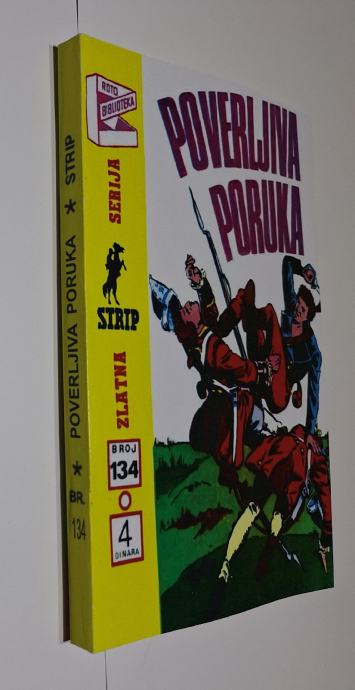 POVERLJIVA
PORUKA
ROTO
BIBLIOTEKA
ZLATNA
SERIJA
STRIP
BROJ
134
4
DINARA
BR. 134 * POVERLJIVA PORUKA * STRIP